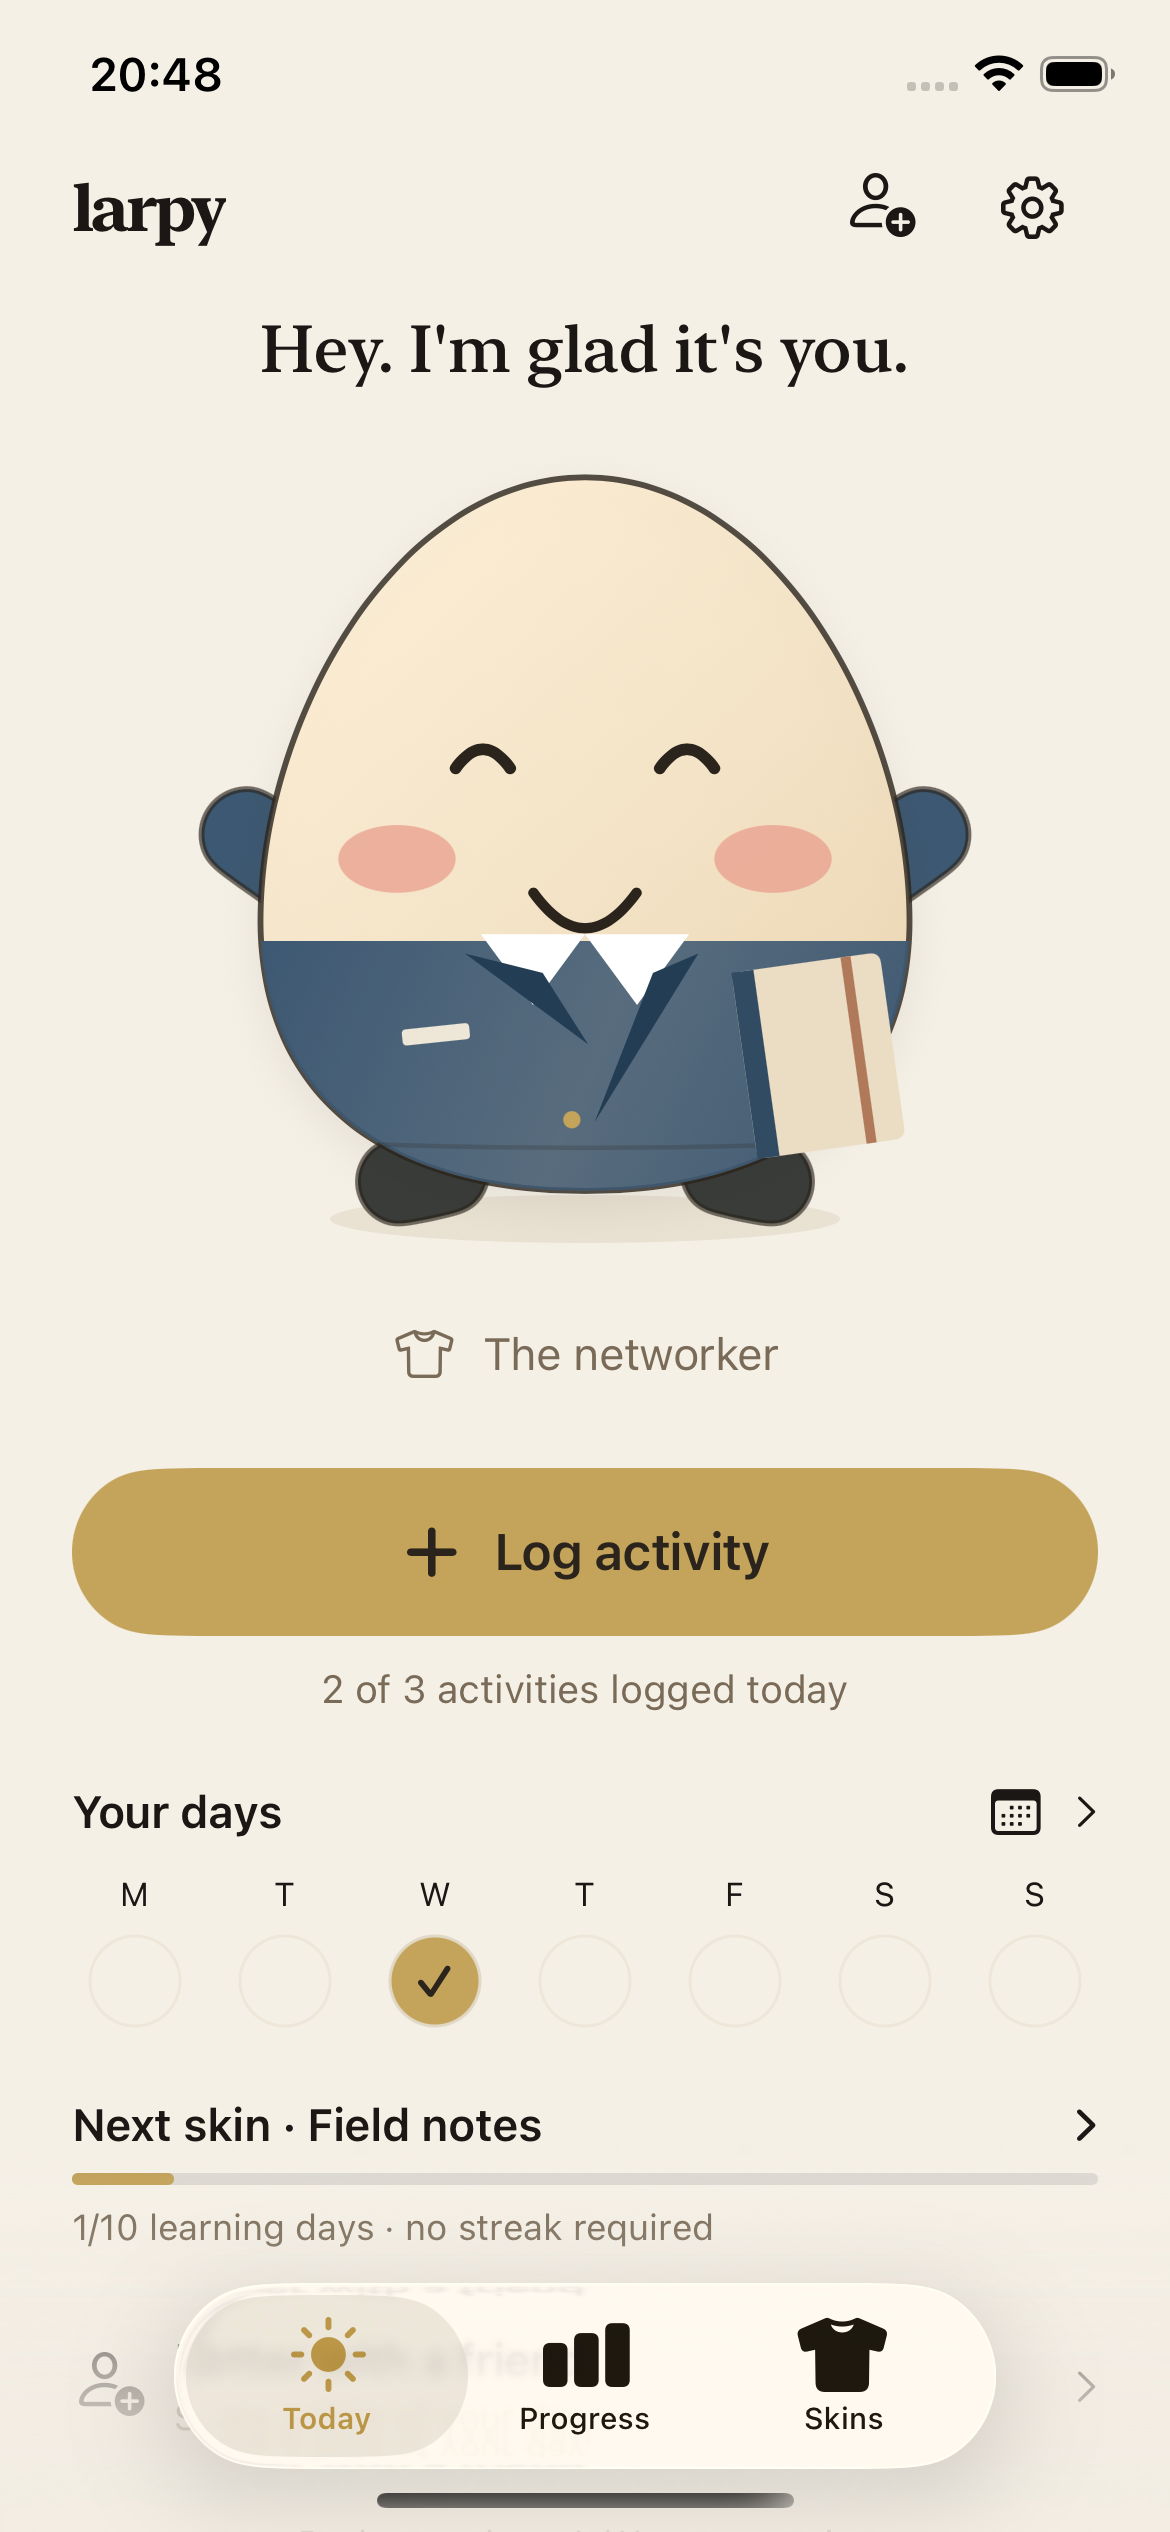 20:48
larpy
Hey. I'm glad it's you.
The networker
Log activity
2 of 3 activities logged today
Your days
M T W T F S S
Next skin · Field notes
1/10 learning days · no streak required
Today Progress Skins